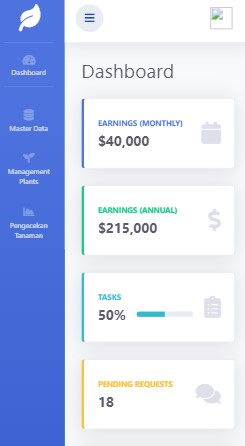 Dashboard
Master Data
Management
Plants
Pengecekan
Tanaman
Dashboard
EARNINGS (MONTHLY)
$40,000
EARNINGS (ANNUAL)
$215,000
TASKS
50%
PENDING REQUESTS
18